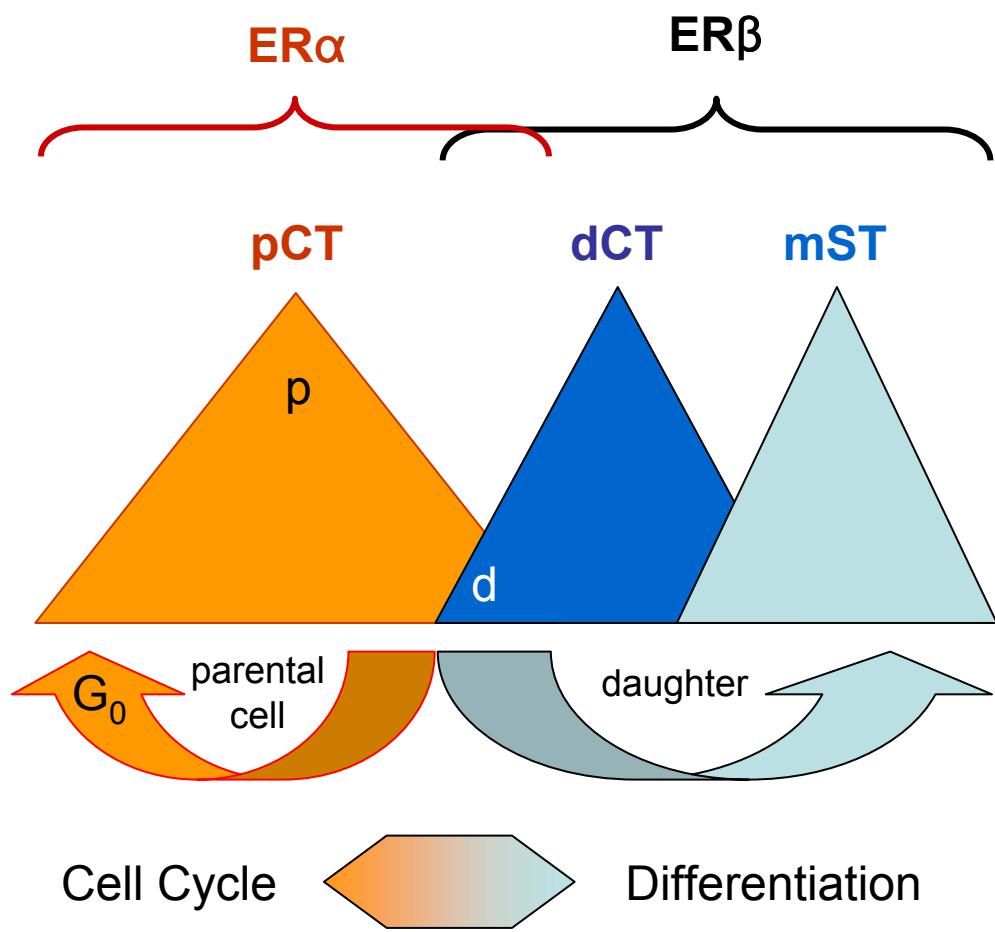 ERα
ERβ
pCT
dCT
mST
p
d
G₀
parental
cell
daughter
Cell Cycle
Differentiation